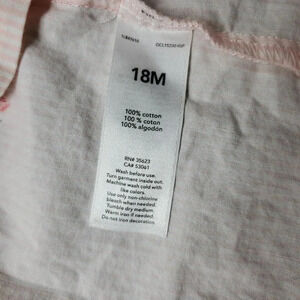 18M
100% cotton
100 % coton
100% algodón
RN# 35623
CA# 53061
Wash before use.
Turn garment inside out.
Machine wash cold with
like colors.
Use only non-chlorine
bleach when needed.
Tumble dry medium.
Warm iron if needed.
Do not iron decoration.